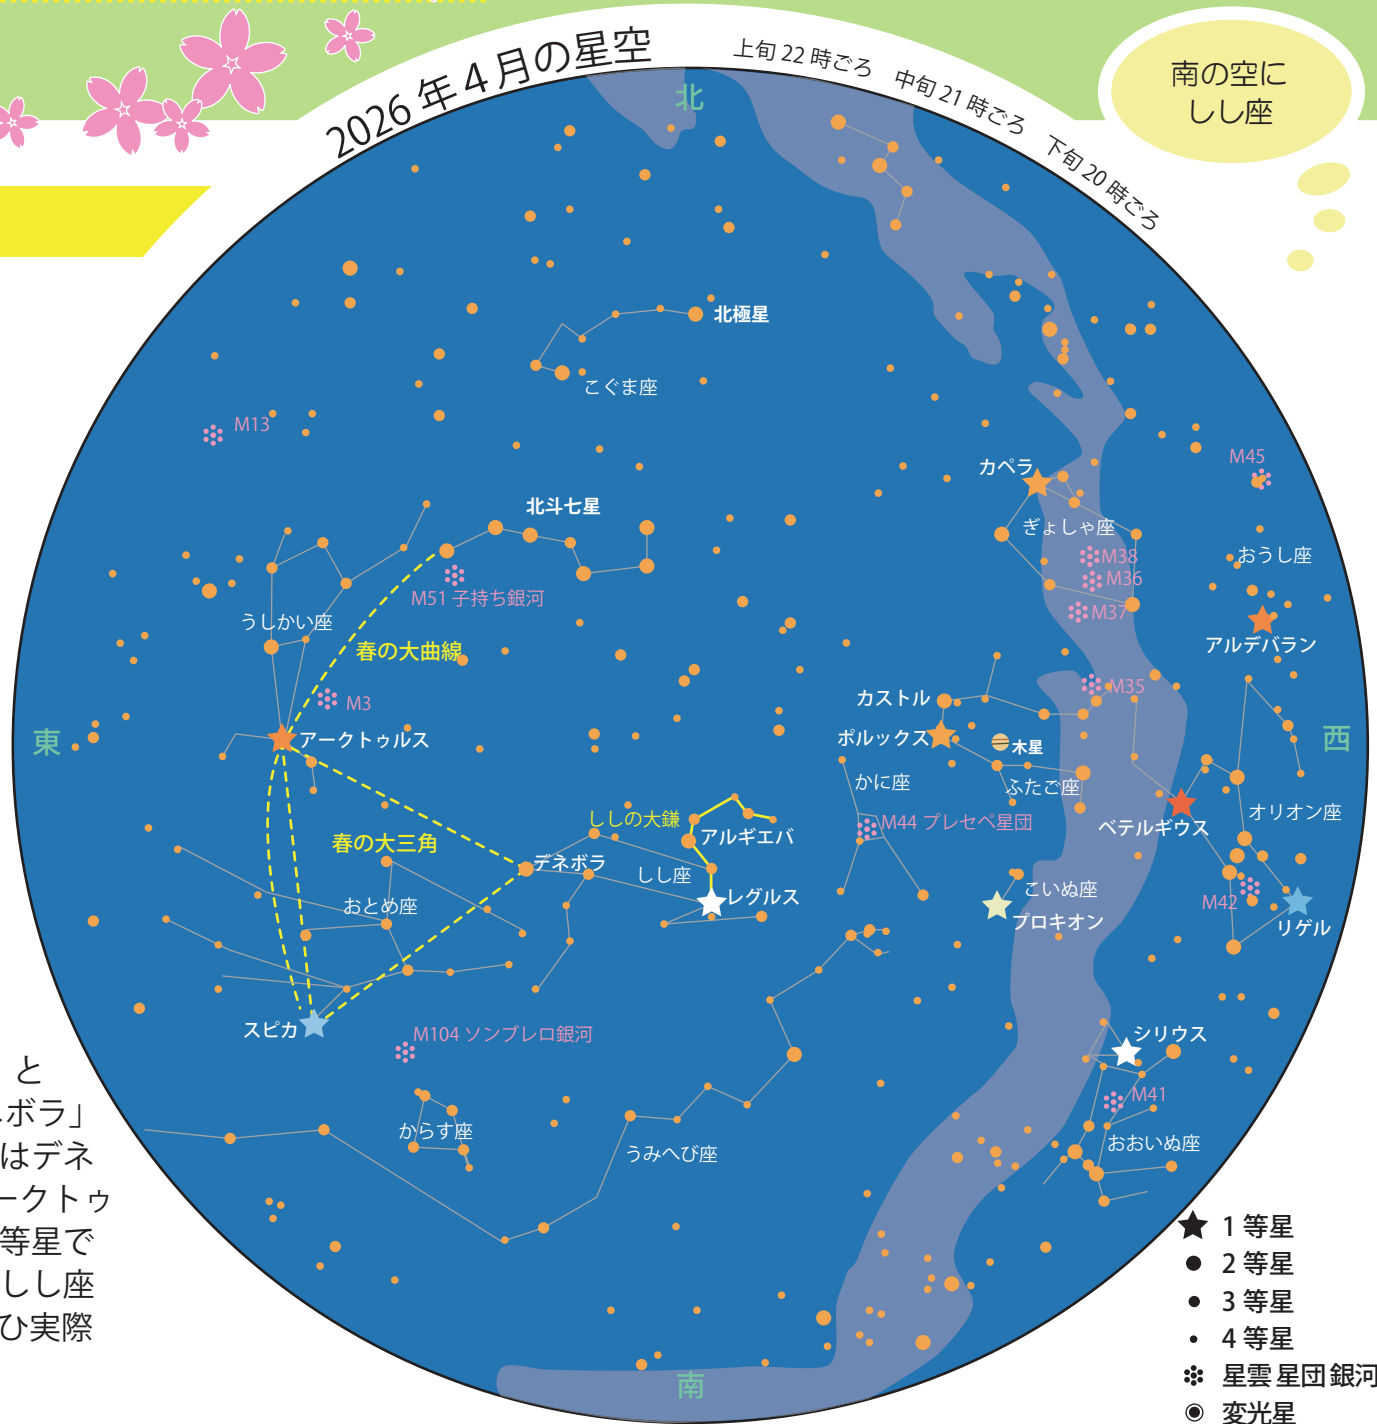 2026年4月の星空
上旬22時ごろ 中旬21時ごろ 下旬20時ごろ
南の空に
しし座
北
北極星
こぐま座
M13
カペラ
M45
北斗七星
ぎょしゃ座
M38
おうし座
M36
M51 子持ち銀河
M37
うしかい座
アルデバラン
春の大曲線
M35
カストル
M3
東
アークトゥルス
ポルックス
木星
西
かに座
ふたご座
ししの大鎌
M44 プレセペ星団
オリオン座
アルギエバ
ベテルギウス
春の大三角
デネボラ
しし座
こいぬ座
おとめ座
レグルス
M42
プロキオン
リゲル
スピカ
M104 ソンブレロ銀河
シリウス
M41
からす座
うみへび座
おおいぬ座
南
と
ボラ」
はデネ
ークトゥ
等星で
しし座
ひ実際
1等星
2等星
3等星
4等星
星雲 星団 銀河
変光星